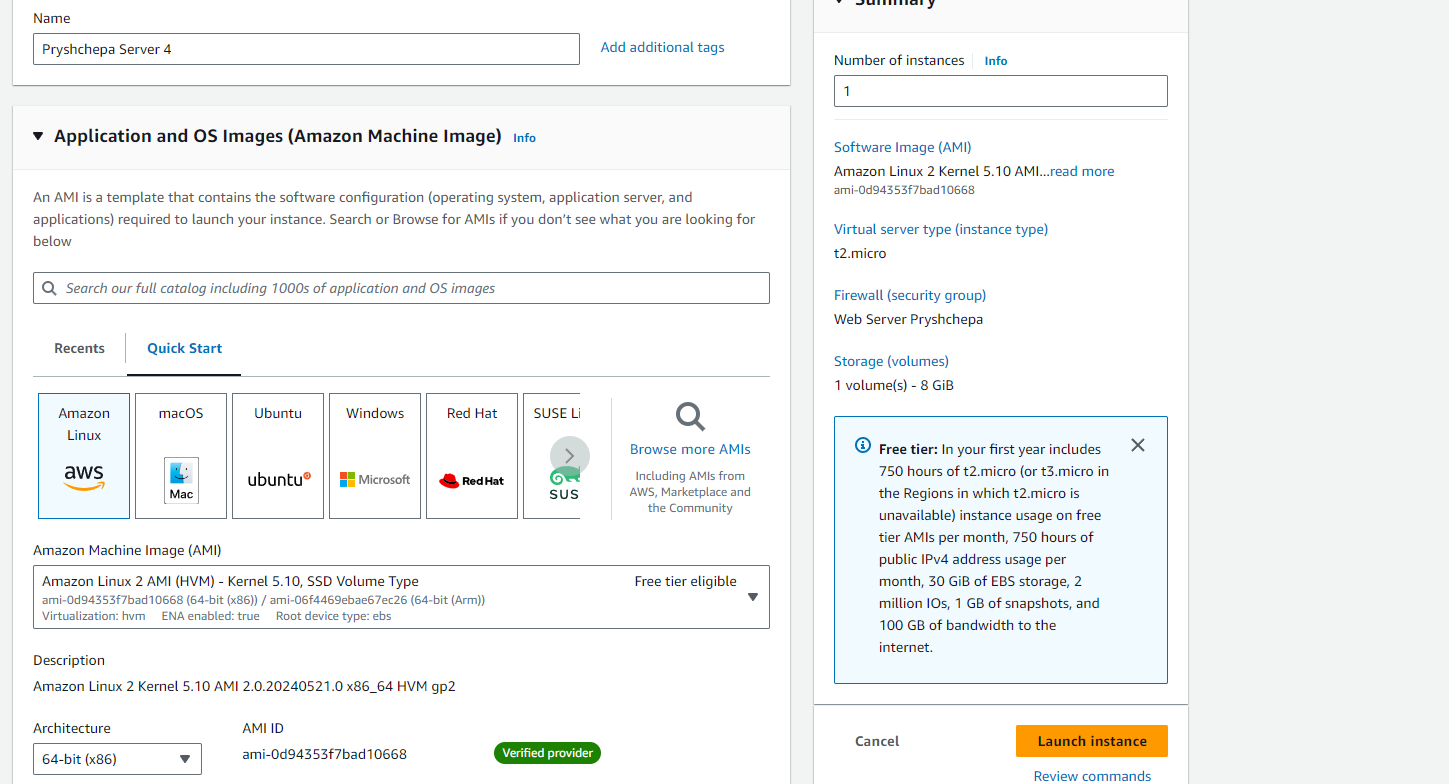 Name
Pryshchepa Server 4
Add additional tags
Application and OS Images (Amazon Machine Image) Info
An AMI is a template that contains the software configuration (operating system, application server, and
applications) required to launch your instance. Search or Browse for AMIs if you don’t see what you are looking for
below
Search our full catalog including 1000s of application and OS images
Recents
Quick Start
Amazon
Linux
aws
macOS
Mac
Ubuntu
ubuntu
Windows
Microsoft
Red Hat
Red Hat
SUSE Li
SUS
Browse more AMIs
Including AMIs from
AWS, Marketplace and
the Community
Amazon Machine Image (AMI)
Amazon Linux 2 AMI (HVM) - Kernel 5.10, SSD Volume Type
Free tier eligible
ami-0d94353f7bad10668 (64-bit (x86)) / ami-06f4469ebae67ec26 (64-bit (Arm))
Virtualization: hvm ENA enabled: true Root device type: ebs
Description
Amazon Linux 2 Kernel 5.10 AMI 2.0.20240521.0 x86_64 HVM gp2
Architecture
64-bit (x86)
AMI ID
ami-0d94353f7bad10668
Verified provider
Summary
Number of instances Info
1
Software Image (AMI)
Amazon Linux 2 Kernel 5.10 AMI...read more
ami-0d94353f7bad10668
Virtual server type (instance type)
t2.micro
Firewall (security group)
Web Server Pryshchepa
Storage (volumes)
1 volume(s) - 8 GiB
Free tier: In your first year includes
750 hours of t2.micro (or t3.micro in
the Regions in which t2.micro is
unavailable) instance usage on free
tier AMIs per month, 750 hours of
public IPv4 address usage per
month, 30 GiB of EBS storage, 2
million IOs, 1 GB of snapshots, and
100 GB of bandwidth to the
internet.
Cancel
Launch instance
Review commands